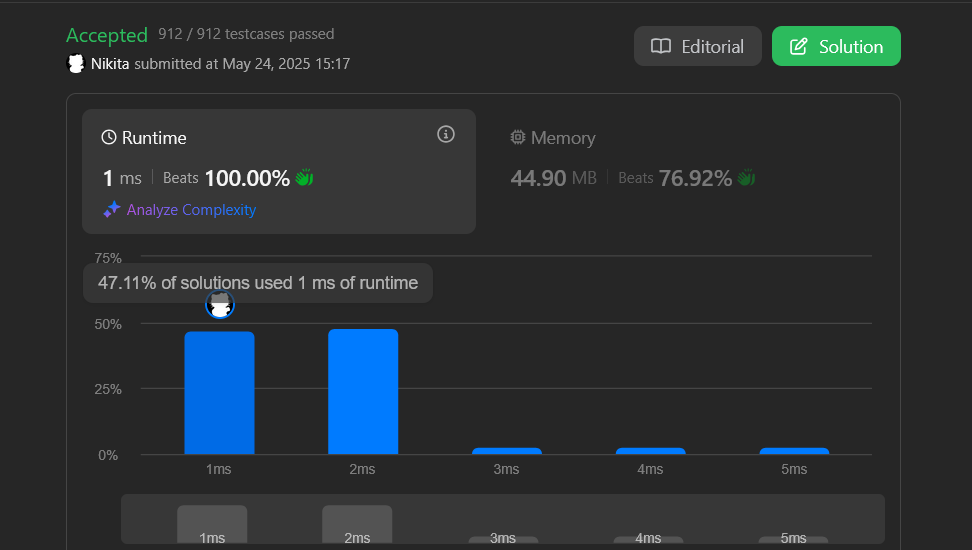 Accepted 912 / 912 testcases passed
Nikita submitted at May 24, 2025 15:17
Editorial
Solution
Runtime
1 ms Beats 100.00%
Analyze Complexity
Memory
44.90 MB Beats 76.92%
75%
47.11% of solutions used 1 ms of runtime
50%
25%
0%
1ms 2ms 3ms 4ms 5ms
1ms 2ms 3ms 4ms 5ms